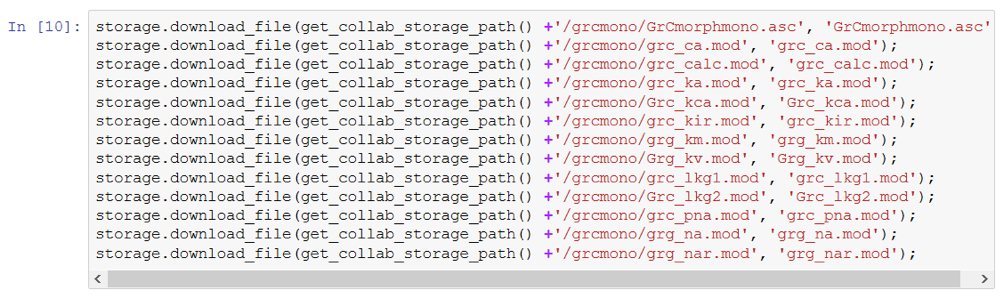 In [10]: storage.download_file(get_collab_storage_path() +'/grcmono/GrCmorphmono.asc', 'GrCmorphmono.asc'
storage.download_file(get_collab_storage_path() +'/grcmono/grc_ca.mod', 'grc_ca.mod');
storage.download_file(get_collab_storage_path() +'/grcmono/grc_calc.mod', 'grc_calc.mod');
storage.download_file(get_collab_storage_path() +'/grcmono/grc_ka.mod', 'grc_ka.mod');
storage.download_file(get_collab_storage_path() +'/grcmono/Grc_kca.mod', 'Grc_kca.mod');
storage.download_file(get_collab_storage_path() +'/grcmono/grc_kir.mod', 'grc_kir.mod');
storage.download_file(get_collab_storage_path() +'/grcmono/grg_km.mod', 'grg_km.mod');
storage.download_file(get_collab_storage_path() +'/grcmono/Grg_kv.mod', 'Grg_kv.mod');
storage.download_file(get_collab_storage_path() +'/grcmono/grc_lkg1.mod', 'grc_lkg1.mod');
storage.download_file(get_collab_storage_path() +'/grcmono/Grc_lkg2.mod', 'Grc_lkg2.mod');
storage.download_file(get_collab_storage_path() +'/grcmono/grc_pna.mod', 'grc_pna.mod');
storage.download_file(get_collab_storage_path() +'/grcmono/grg_na.mod', 'grg_na.mod');
storage.download_file(get_collab_storage_path() +'/grcmono/grg_nar.mod', 'grg_nar.mod');